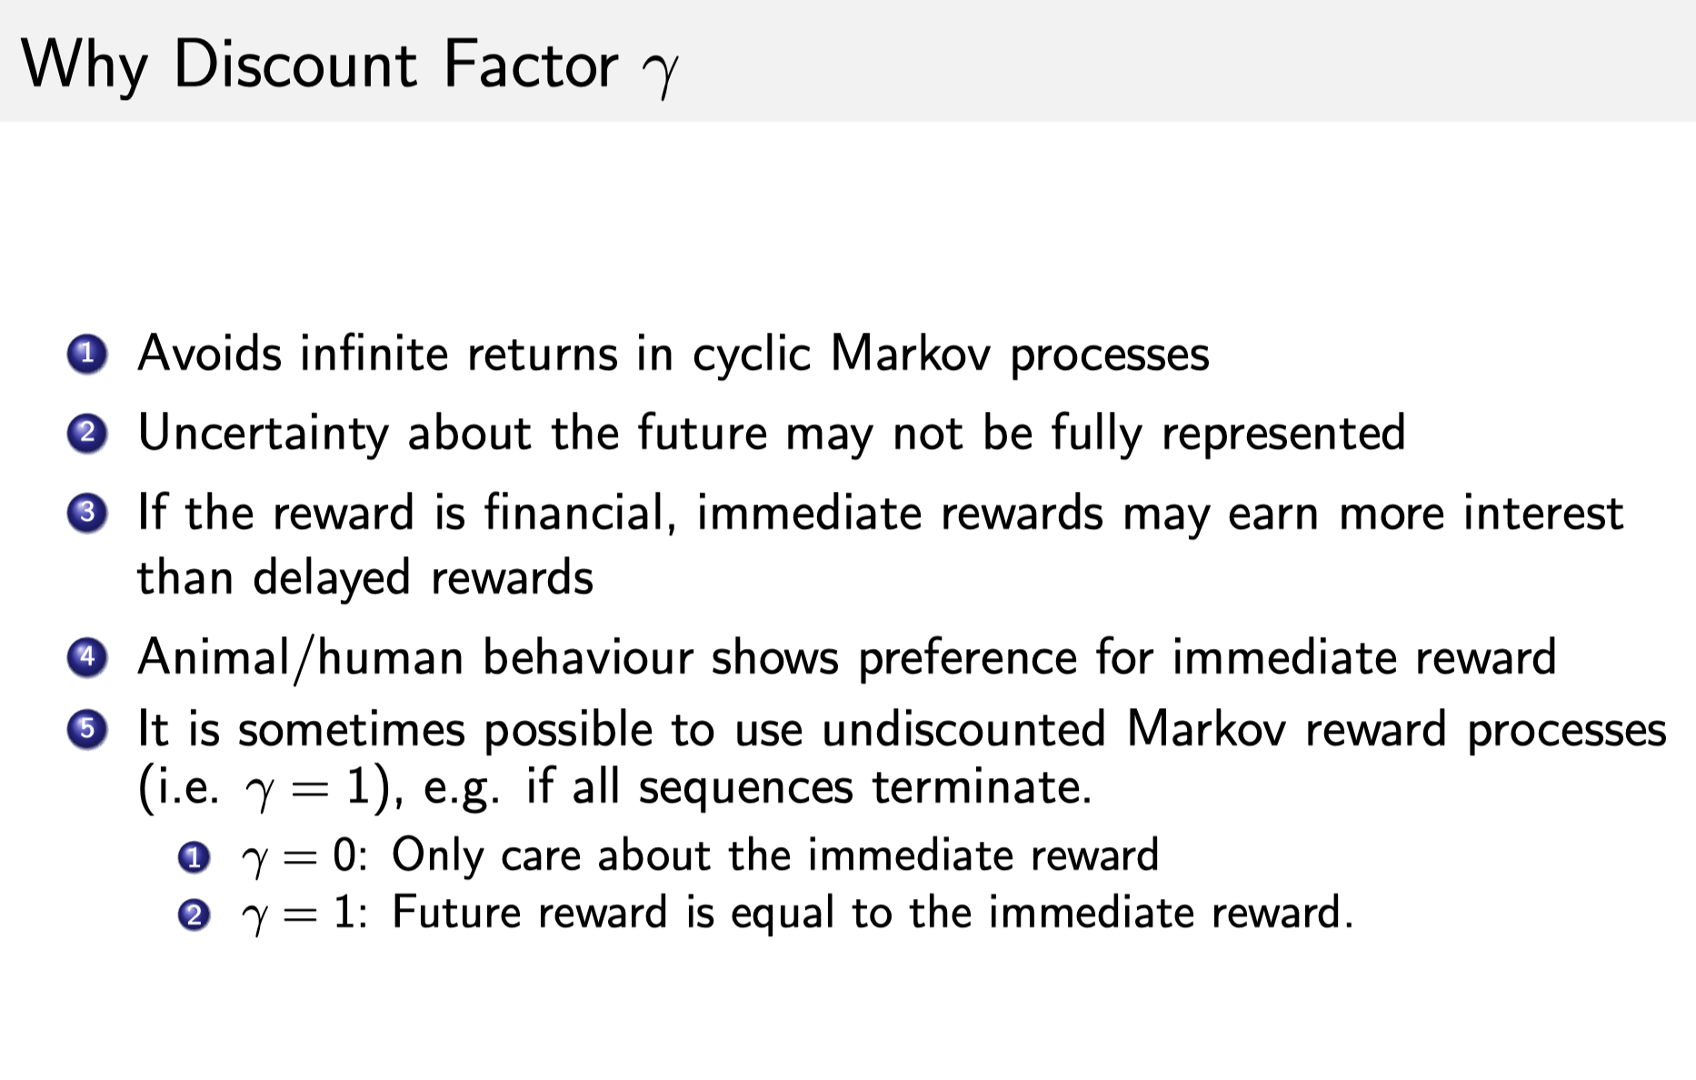 Why Discount Factor γ
1 Avoids infinite returns in cyclic Markov processes
2 Uncertainty about the future may not be fully represented
3 If the reward is financial, immediate rewards may earn more interest
than delayed rewards
4 Animal/human behaviour shows preference for immediate reward
5 It is sometimes possible to use undiscounted Markov reward processes
(i.e. γ = 1), e.g. if all sequences terminate.
1 γ = 0: Only care about the immediate reward
2 γ = 1: Future reward is equal to the immediate reward.